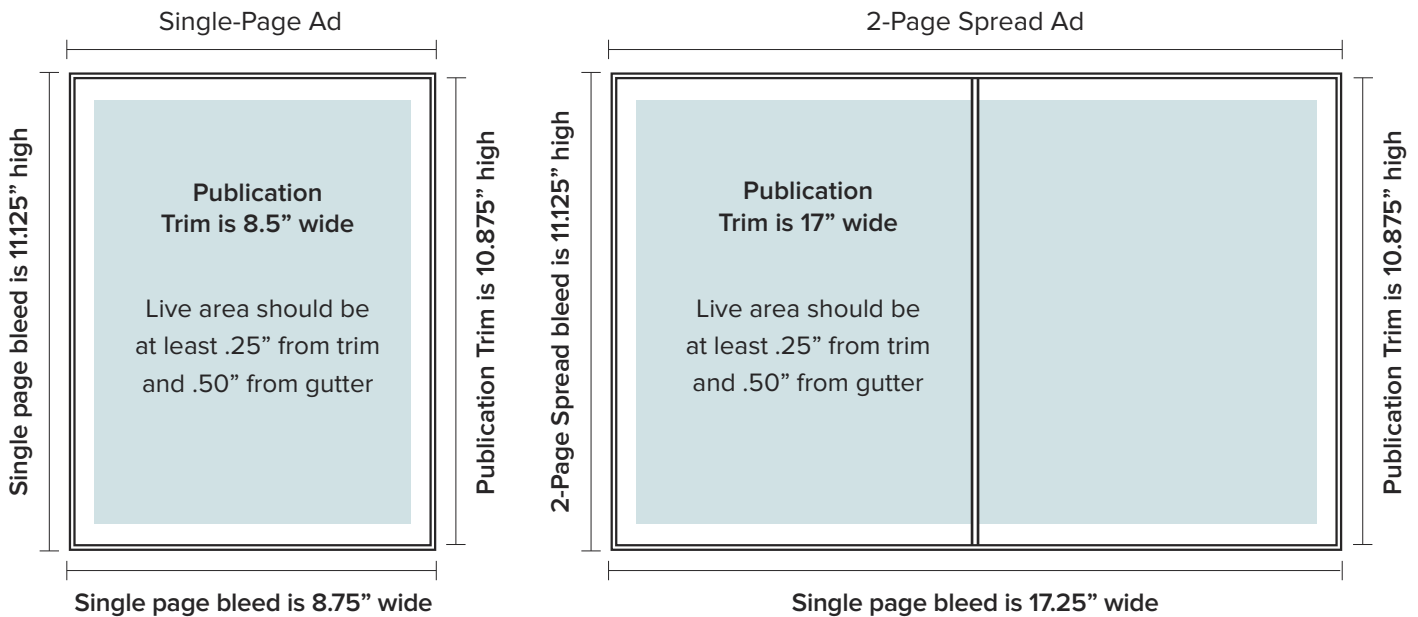 Single-Page Ad
Single page bleed is 11.125” high
Publication
Trim is 8.5” wide
Live area should be
at least .25” from trim
and .50” from gutter
Publication Trim is 10.875” high
Single page bleed is 8.75” wide
2-Page Spread Ad
2-Page Spread bleed is 11.125” high
Publication
Trim is 17” wide
Live area should be
at least .25” from trim
and .50” from gutter
Publication Trim is 10.875” high
Single page bleed is 17.25” wide